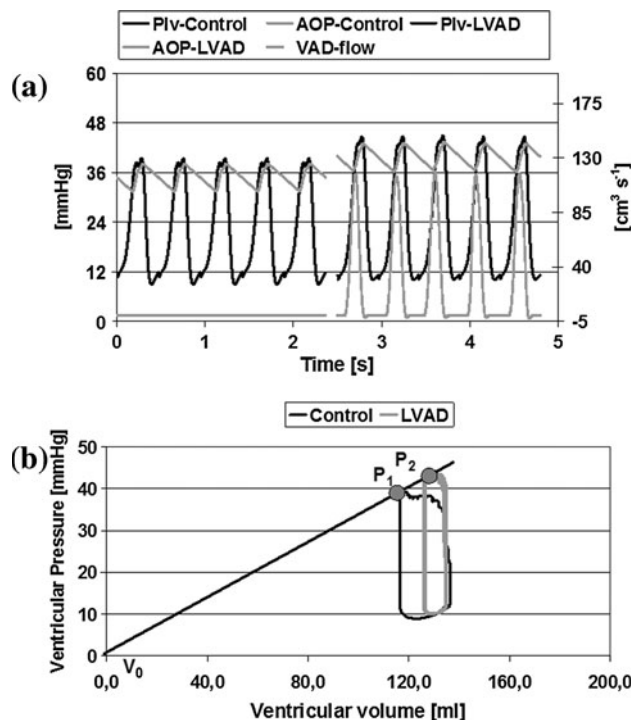 Plv-Control AOP-Control Plv-LVAD
AOP-LVAD VAD-flow
(a)
60
48
36
24
12
0
[mmHg]
175
130
85
40
-5
[cm³ s⁻¹]
0 1 2 3 4 5
Time [s]
Control LVAD
(b)
50
40
30
20
10
0
Ventricular Pressure [mmHg]
P₁
P₂
V₀
0,0 40,0 80,0 120,0 160,0 200,0
Ventricular volume [ml]